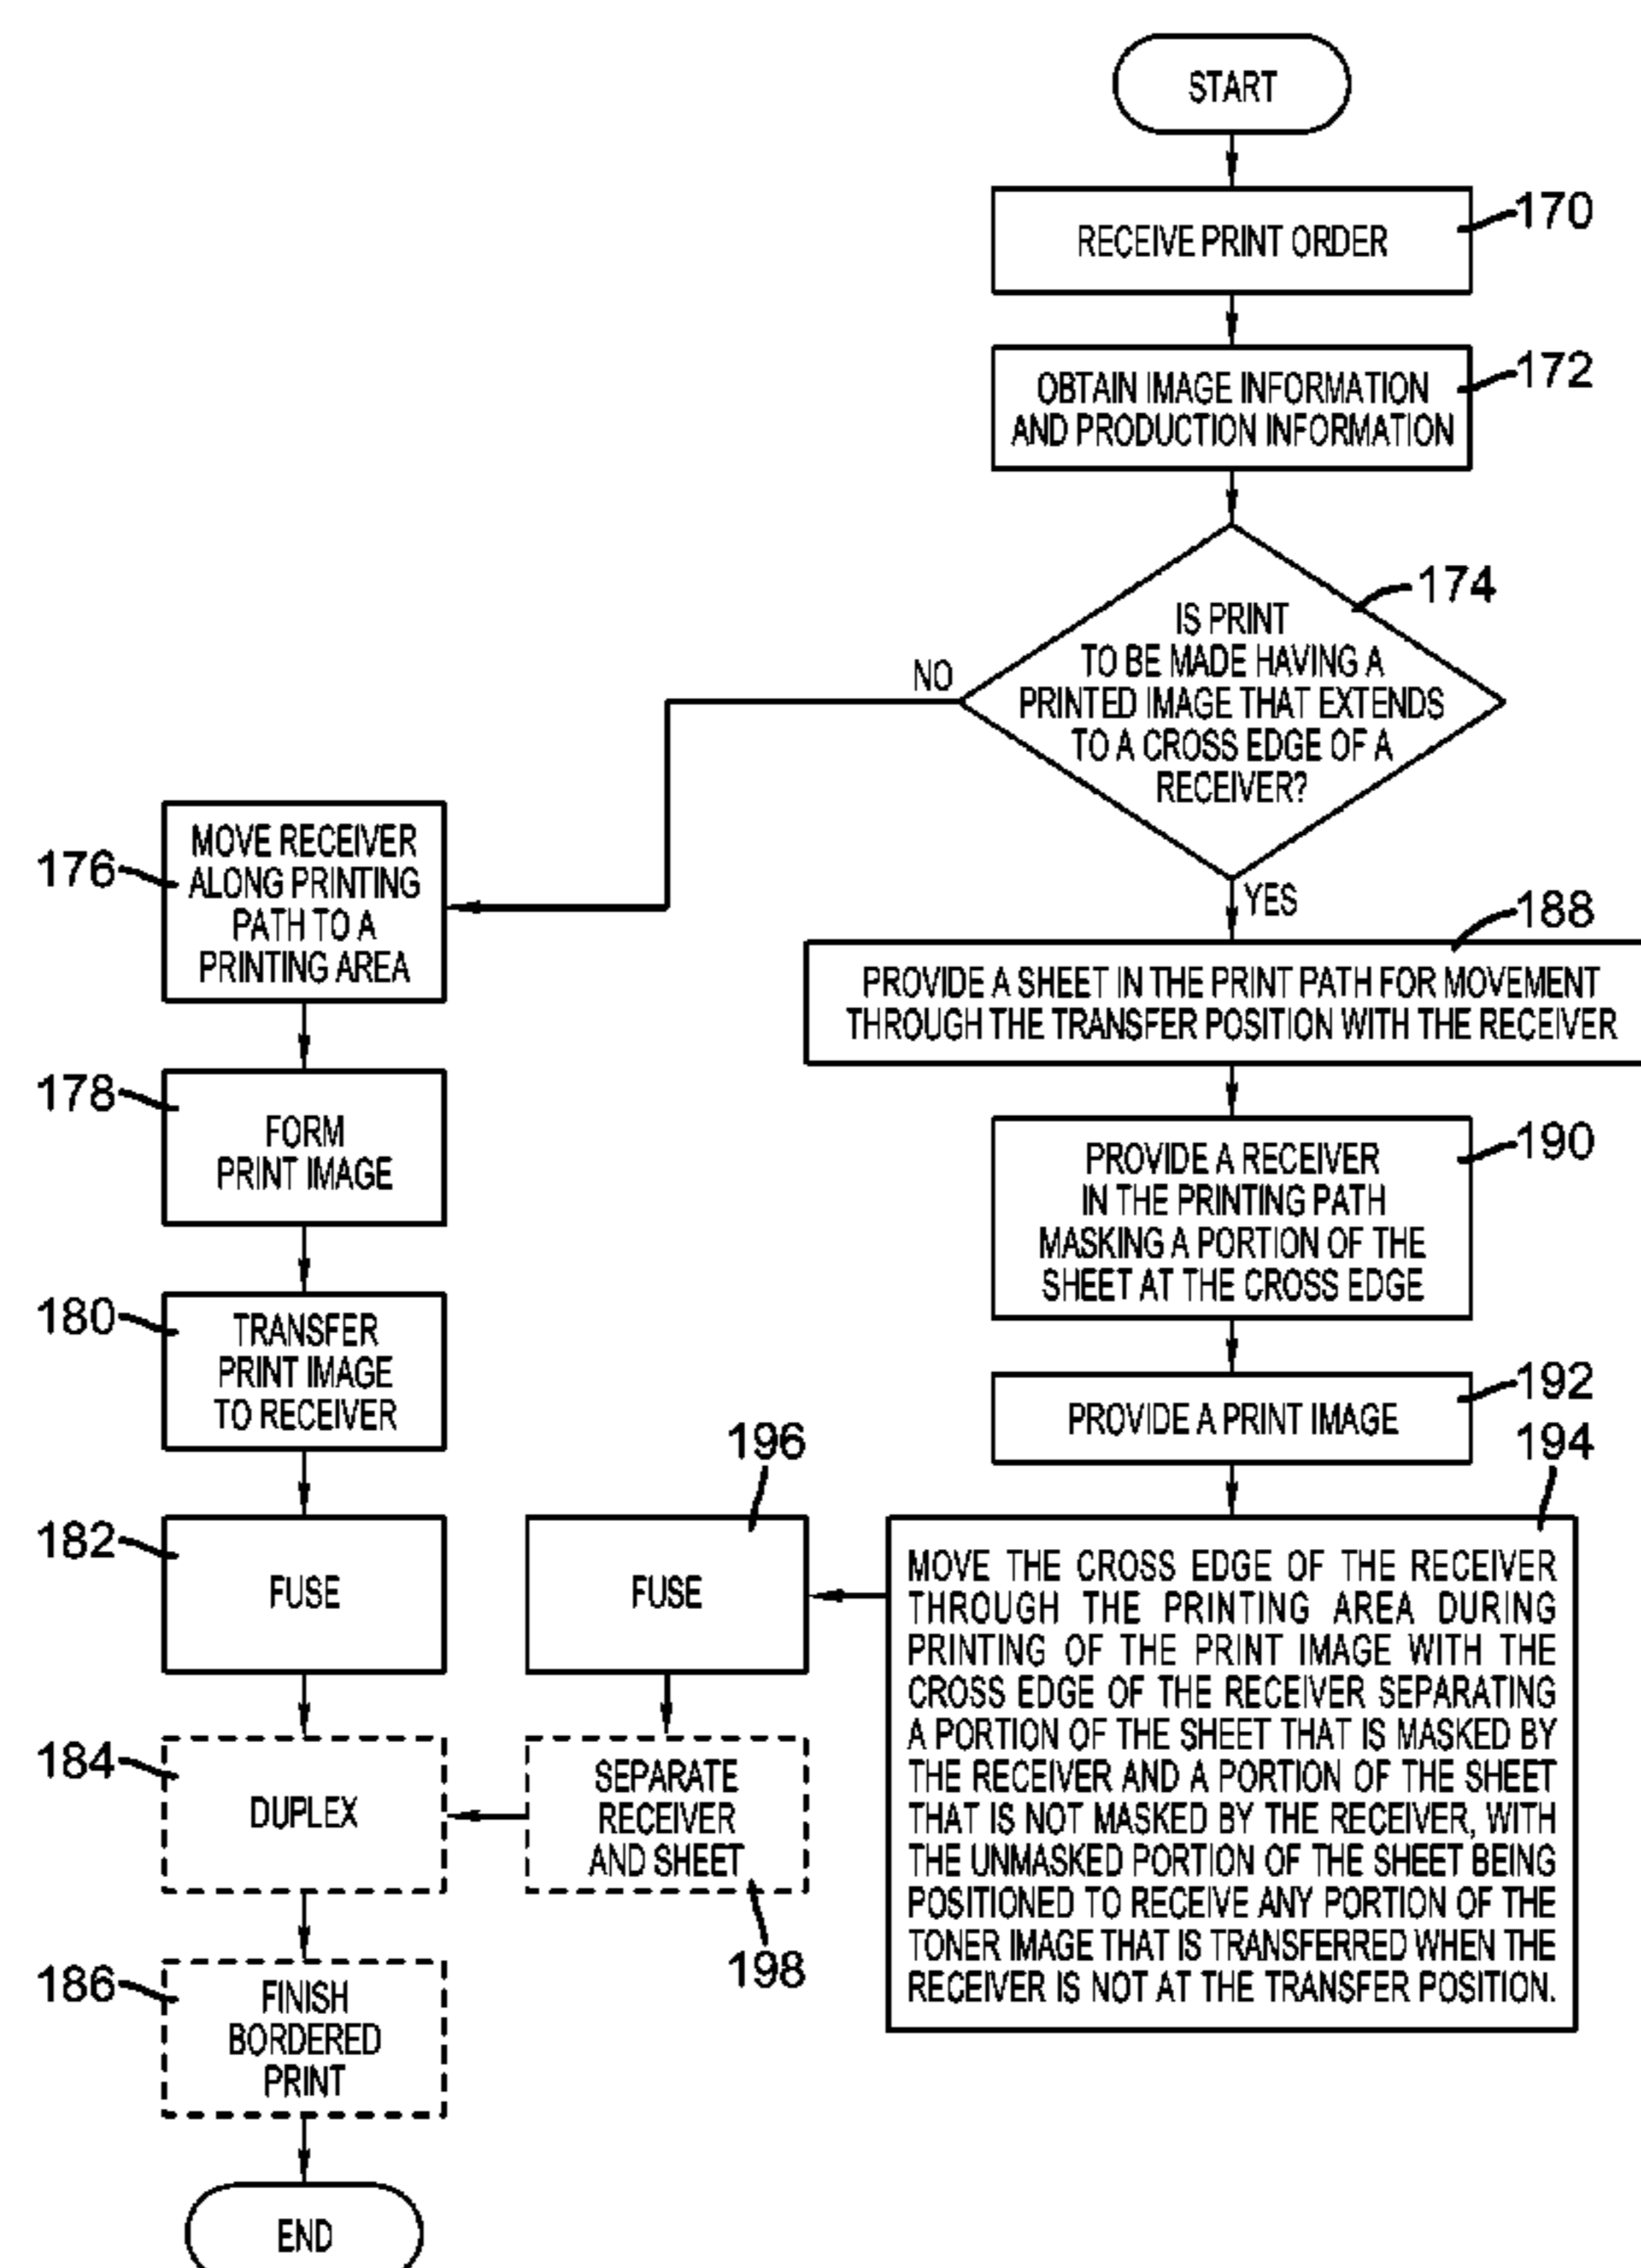 START
170
RECEIVE PRINT ORDER
172
OBTAIN IMAGE INFORMATION
AND PRODUCTION INFORMATION
174
IS PRINT
TO BE MADE HAVING A
PRINTED IMAGE THAT EXTENDS
TO A CROSS EDGE OF A
RECEIVER?
NO
YES
176
MOVE RECEIVER
ALONG PRINTING
PATH TO A
PRINTING AREA
178
FORM
PRINT IMAGE
180
TRANSFER
PRINT IMAGE
TO RECEIVER
182
FUSE
184
DUPLEX
186
FINISH
BORDERED
PRINT
END
188
PROVIDE A SHEET IN THE PRINT PATH FOR MOVEMENT
THROUGH THE TRANSFER POSITION WITH THE RECEIVER
190
PROVIDE A RECEIVER
IN THE PRINTING PATH
MASKING A PORTION OF THE
SHEET AT THE CROSS EDGE
192
PROVIDE A PRINT IMAGE
194
MOVE THE CROSS EDGE OF THE RECEIVER
THROUGH THE PRINTING AREA DURING
PRINTING OF THE PRINT IMAGE WITH THE
CROSS EDGE OF THE RECEIVER SEPARATING
A PORTION OF THE SHEET THAT IS MASKED BY
THE RECEIVER AND A PORTION OF THE SHEET
THAT IS NOT MASKED BY THE RECEIVER, WITH
THE UNMASKED PORTION OF THE SHEET BEING
POSITIONED TO RECEIVE ANY PORTION OF THE
TONER IMAGE THAT IS TRANSFERRED WHEN THE
RECEIVER IS NOT AT THE TRANSFER POSITION.
196
FUSE
SEPARATE
RECEIVER
AND SHEET
198